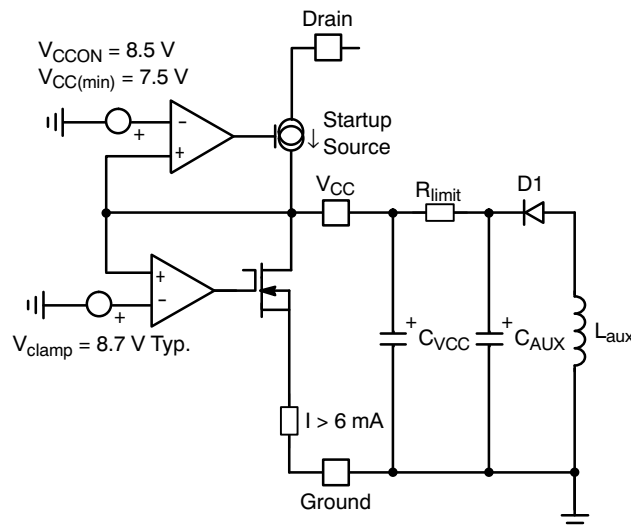 Drain
V_CCON = 8.5 V
V_CC(min) = 7.5 V
−
+
+
↓ Startup
Source
V_CC
R_limit
D1
+
−
+
V_clamp = 8.7 V Typ.
+ C_VCC
+ C_AUX
L_aux
I > 6 mA
Ground